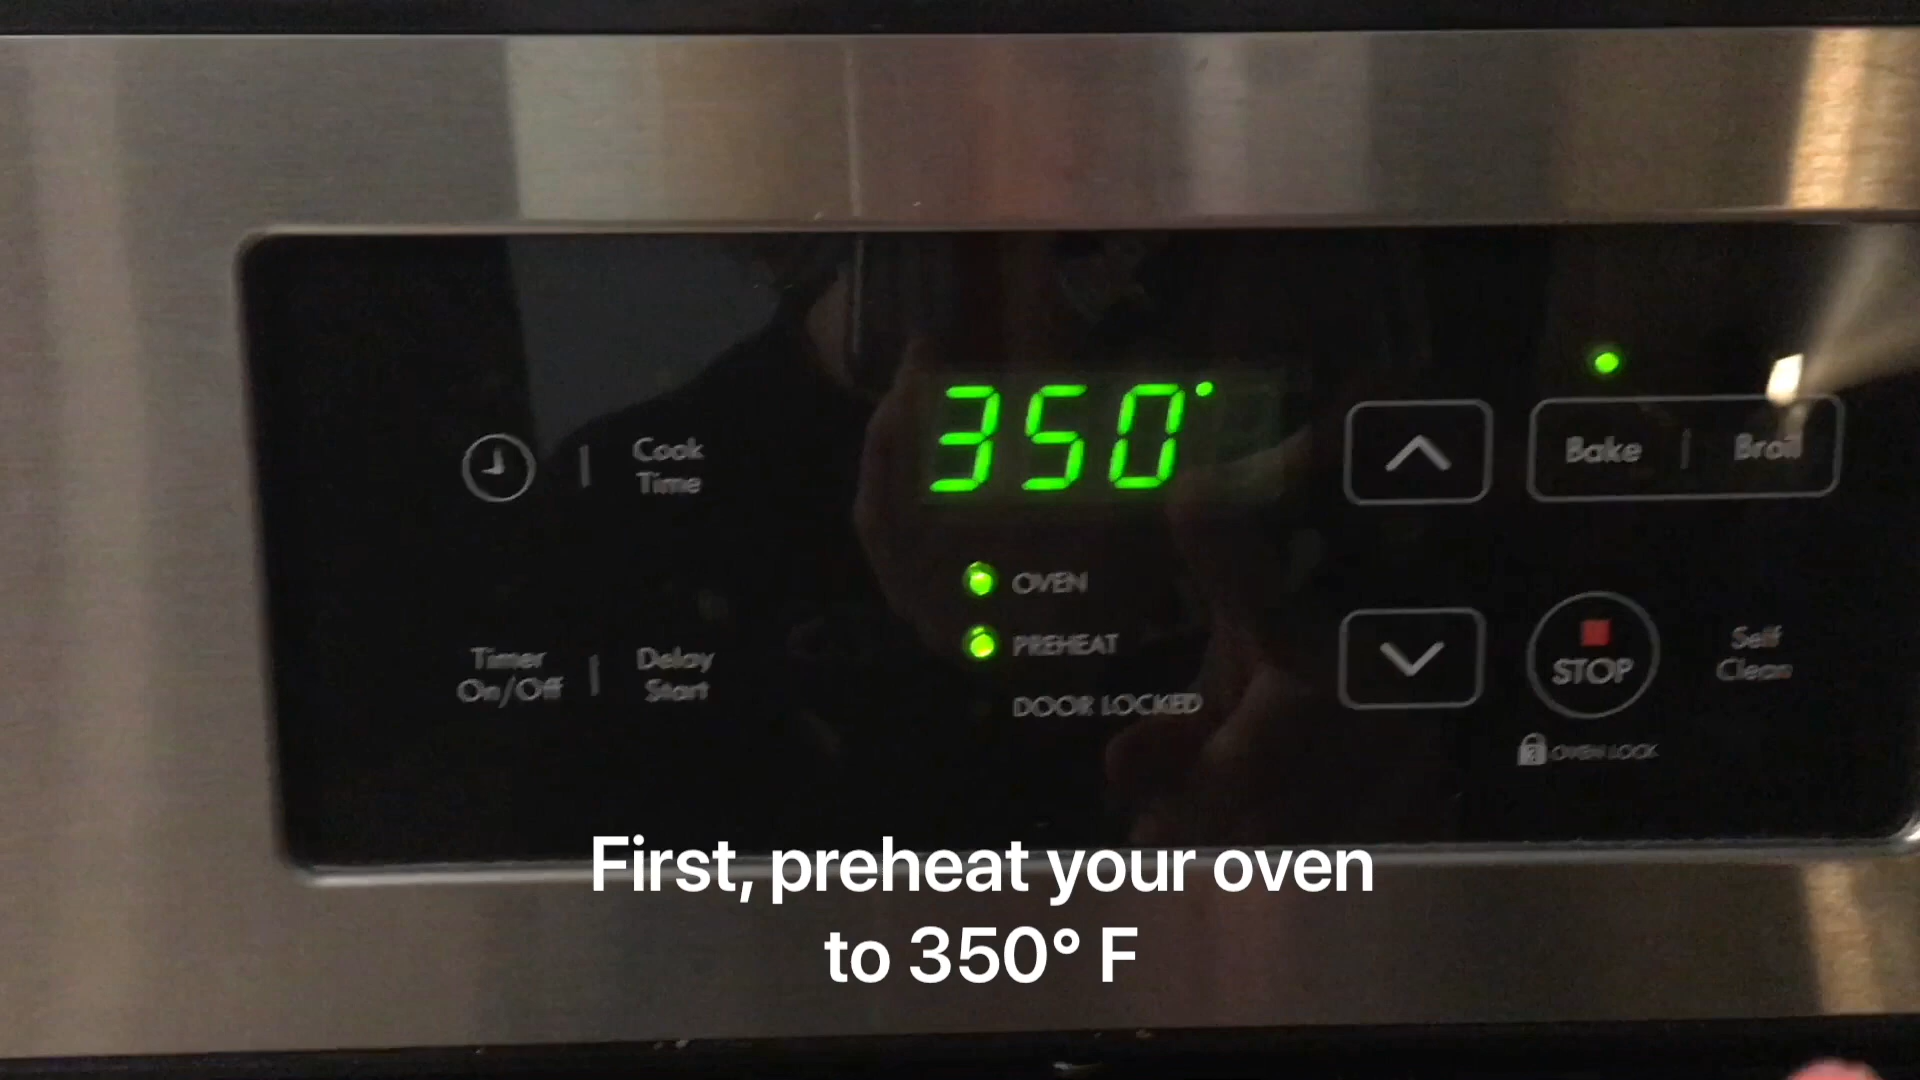 350°
Cook
Time
Bake | Broil
OVEN
PREHEAT
DOOR LOCKED
Timer
On/Off
Delay
Start
STOP
Self
Clean
OVEN LOCK
First, preheat your oven
to 350° F